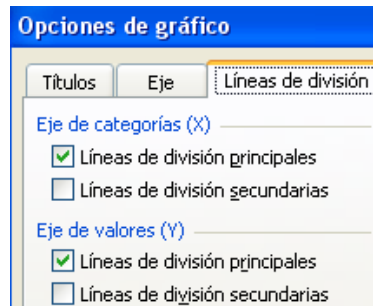 Opciones de gráfico
Títulos Eje Líneas de división
Eje de categorías (X)
Líneas de división principales
Líneas de división secundarias
Eje de valores (Y)
Líneas de división principales
Líneas de división secundarias